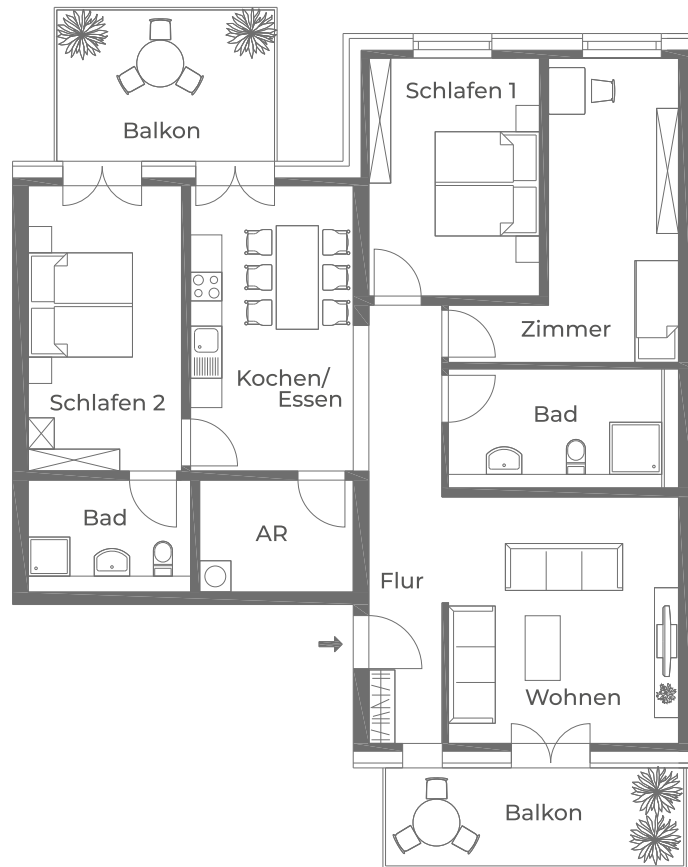 Schlafen 1
Balkon
Zimmer
Kochen/
Essen
Schlafen 2
Bad
Bad
AR
Flur
Wohnen
Balkon